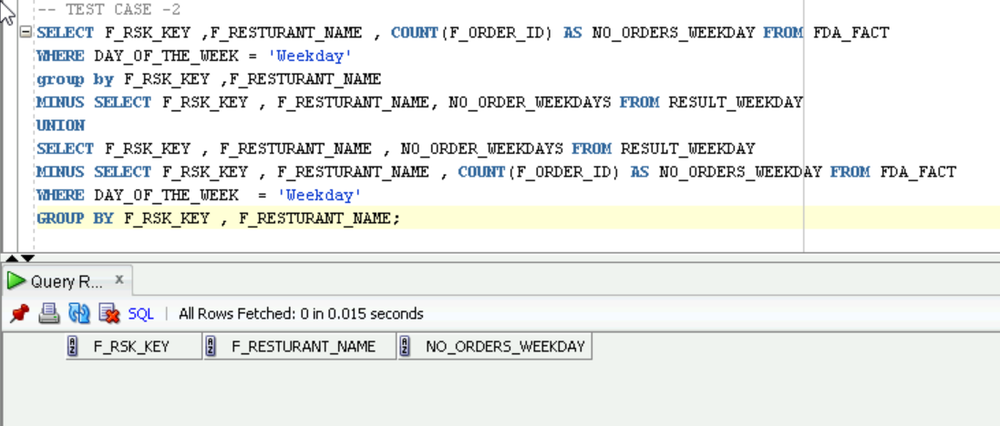 -- TEST CASE -2
SELECT F_RSK_KEY ,F_RESTURANT_NAME , COUNT(F_ORDER_ID) AS NO_ORDERS_WEEKDAY FROM FDA_FACT
WHERE DAY_OF_THE_WEEK = 'Weekday'
group by F_RSK_KEY ,F_RESTURANT_NAME
MINUS SELECT F_RSK_KEY , F_RESTURANT_NAME, NO_ORDER_WEEKDAYS FROM RESULT_WEEKDAY
UNION
SELECT F_RSK_KEY , F_RESTURANT_NAME , NO_ORDER_WEEKDAYS FROM RESULT_WEEKDAY
MINUS SELECT F_RSK_KEY , F_RESTURANT_NAME , COUNT(F_ORDER_ID) AS NO_ORDERS_WEEKDAY FROM FDA_FACT
WHERE DAY_OF_THE_WEEK  = 'Weekday'
GROUP BY F_RSK_KEY , F_RESTURANT_NAME;
Query R... x
SQL | All Rows Fetched: 0 in 0.015 seconds
F_RSK_KEY F_RESTURANT_NAME NO_ORDERS_WEEKDAY